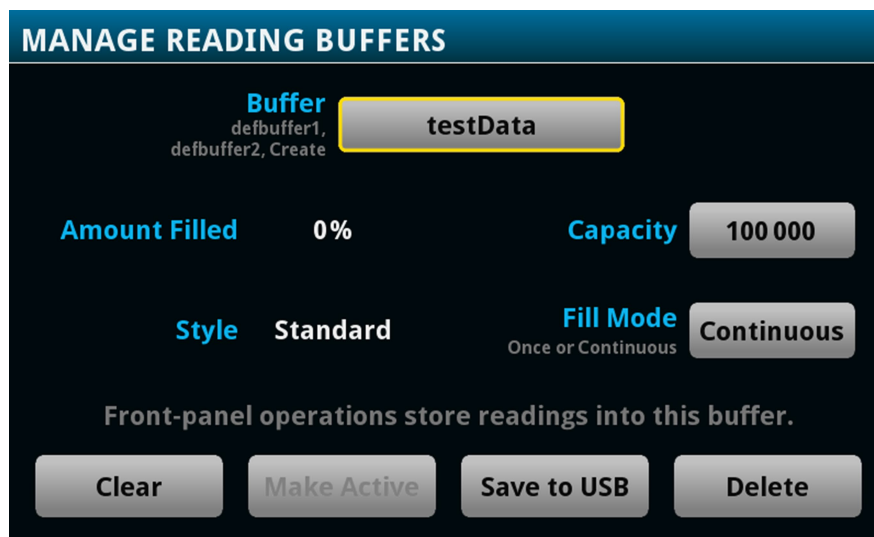 MANAGE READING BUFFERS
Buffer
defbuffer1,
defbuffer2, Create
testData
Amount Filled 0% Capacity 100 000
Style Standard Fill Mode Continuous
Once or Continuous
Front-panel operations store readings into this buffer.
Clear Make Active Save to USB Delete